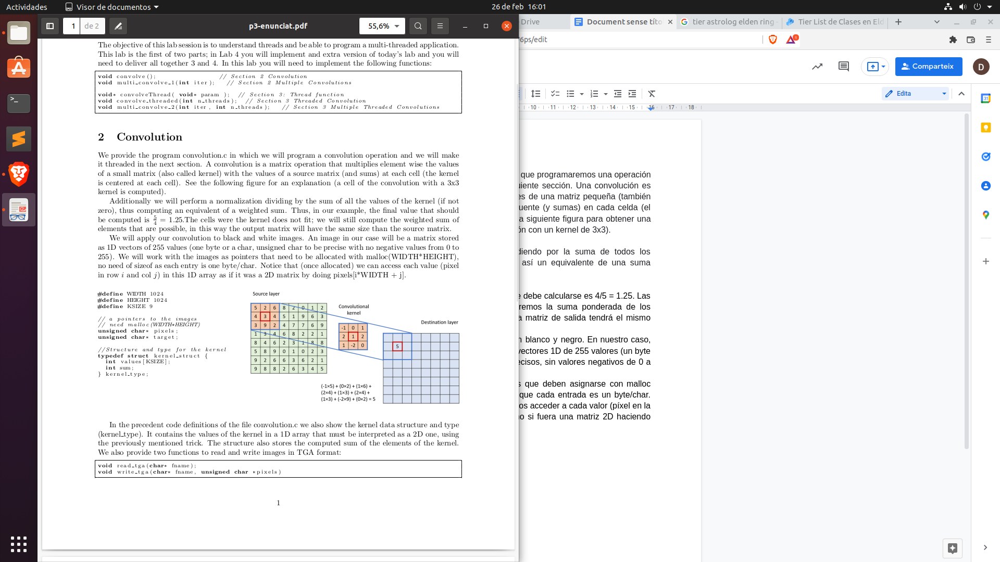 Actividades
Visor de documentos
26 de feb 16:01
1 de 2
p3-enunciat.pdf
55,6%
Drive
Document sense títo
tier astrolog elden ring
Tier List de Clases en Eld
/6ps/edit
Comparteix
D
Edita
10 11 12 13 14 15 16 17 18
The objective of this lab session is to understand threads and be able to program a multi-threaded application.
This lab is the first of two parts; in Lab 4 you will implement and extra version of today's lab and you will
need to deliver all together 3 and 4. In this lab you will need to implement the following functions:
void convolve(); // Section 2 Convolution
void multi_convolve_1(int iter); // Section 2 Multiple Convolutions
void* convolveThread( void* param ); // Section 3: Thread function
void convolve_threaded(int n_threads); // Section 3 Threaded Convolution
void multi_convolve_2(int iter, int n_threads); // Section 3 Multiple Threaded Convolutions
2 Convolution
We provide the program convolution.c in which we will program a convolution operation and we will make
it threaded in the next section. A convolution is a matrix operation that multiplies element wise the values
of a small matrix (also called kernel) with the values of a source matrix (and sums) at each cell (the kernel
is centered at each cell). See the following figure for an explanation (a cell of the convolution with a 3x3
kernel is computed).
Additionally we will perform a normalization dividing by the sum of all the values of the kernel (if not
zero), thus computing an equivalent of a weighted sum. Thus, in our example, the final value that should
be computed is 5/4 = 1.25.The cells were the kernel does not fit; we will still compute the weighted sum of
elements that are possible, in this way the output matrix will have the same size than the source matrix.
We will apply our convolution to black and white images. An image in our case will be a matrix stored
as 1D vectors of 255 values (one byte or a char, unsigned char to be precise with no negative values from 0 to
255). We will work with the images as pointers that need to be allocated with malloc(WIDTH*HEIGHT),
no need of sizeof as each entry is one byte/char. Notice that (once allocated) we can access each value (pixel
in row i and col j) in this 1D array as if it was a 2D matrix by doing pixels[i*WIDTH + j].
#define WIDTH 1024
#define HEIGHT 1024
#define KSIZE 9
// a pointers to the images
// need malloc(WIDTH*HEIGHT)
unsigned char* pixels;
unsigned char* target;
//Structure and type for the kernel
typedef struct kernel_struct {
int values[KSIZE];
int sum;
} kernel_type;
Source layer
5 2 6 8 2 0 1 2
4 3 4 5 1 9 6 3
3 9 2 4 7 7 6 9
1 3 4 6 8 2 2 1
8 4 6 2 3 1 8 8
5 8 9 0 1 0 2 3
9 2 6 6 3 6 2 1
9 8 8 2 6 3 4 5
Convolutional
kernel
-1 0 1
2 1 2
1 -2 0
Destination layer
5
(-1×5) + (0×2) + (1×6) +
(2×4) + (1×3) + (2×4) +
(1×3) + (-2×9) + (0×2) = 5
In the precedent code definitions of the file convolution.c we also show the kernel data structure and type
(kernel_type). It contains the values of the kernel in a 1D array that must be interpreted as a 2D one, using
the previously mentioned trick. The structure also stores the computed sum of the elements of the kernel.
We also provide two functions to read and write images in TGA format:
void read_tga(char* fname);
void write_tga(char* fname, unsigned char *pixels)
1
que programaremos una operación
uiente sección. Una convolución es
es de una matriz pequeña (también
uente (y sumas) en cada celda (el
a siguiente figura para obtener una
ón con un kernel de 3x3).
diendo por la suma de todos los
así un equivalente de una suma
e debe calcularse es 4/5 = 1.25. Las
remos la suma ponderada de los
a matriz de salida tendrá el mismo
n blanco y negro. En nuestro caso,
vectores 1D de 255 valores (un byte
ecisos, sin valores negativos de 0 a
s que deben asignarse con malloc
que cada entrada es un byte/char.
os acceder a cada valor (píxel en la
no si fuera una matriz 2D haciendo